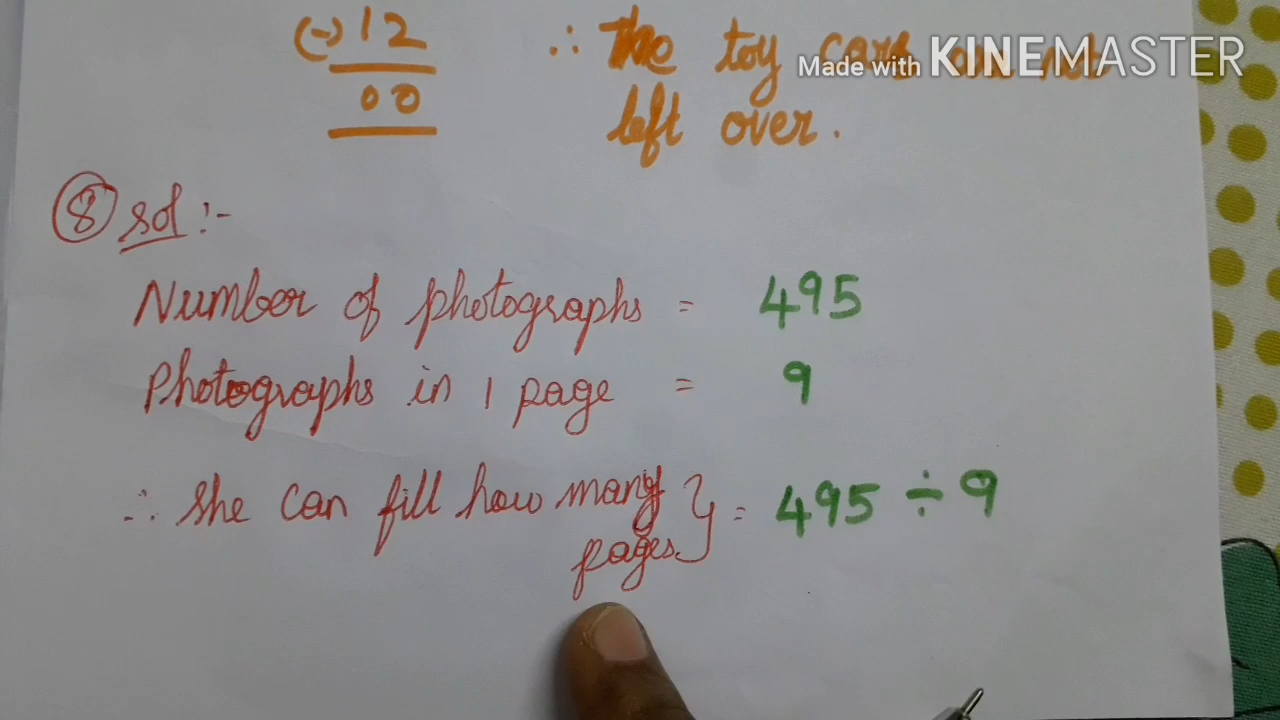 (-) 12
00
∴ The toy cars
left over.
Made with KINEMASTER
8 sol :-
Number of photographs = 495
Photographs in 1 page = 9
∴ She can fill how many
pages } = 495 ÷ 9